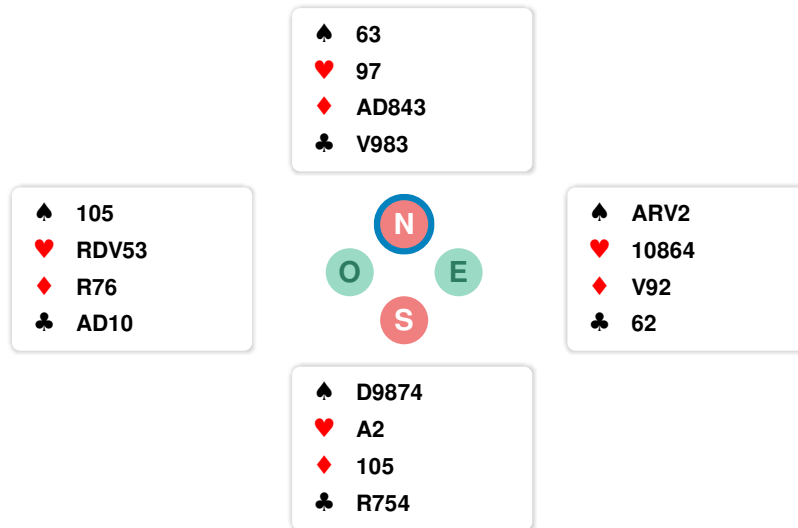 ♠ 63
♥ 97
♦ AD843
♣ V983
♠ 105
♥ RDV53
♦ R76
♣ AD10
N
O E
S
♠ ARV2
♥ 10864
♦ V92
♣ 62
♠ D9874
♥ A2
♦ 105
♣ R754